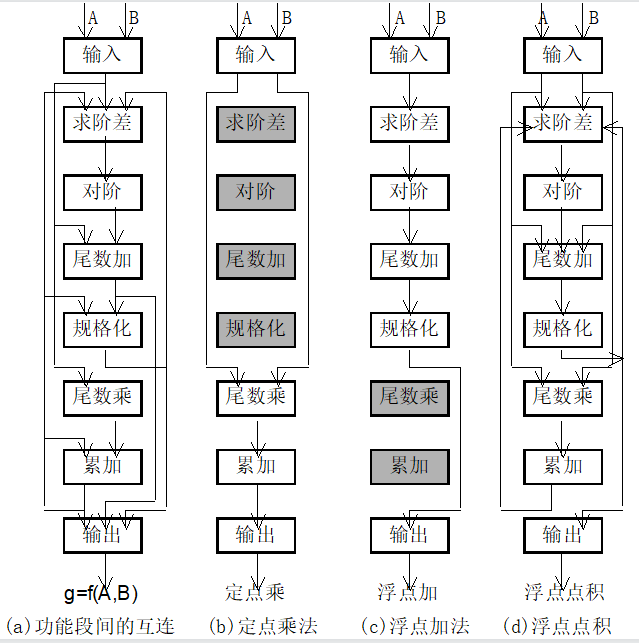 A B A B A B A B
输入 输入 输入 输入
求阶差 求阶差 求阶差 求阶差
对阶 对阶 对阶 对阶
尾数加 尾数加 尾数加 尾数加
规格化 规格化 规格化 规格化
尾数乘 尾数乘 尾数乘 尾数乘
累加 累加 累加 累加
输出 输出 输出 输出
g=f(A,B) 定点乘 浮点加 浮点点积
(a)功能段间的互连 (b)定点乘法 (c)浮点加法 (d)浮点点积